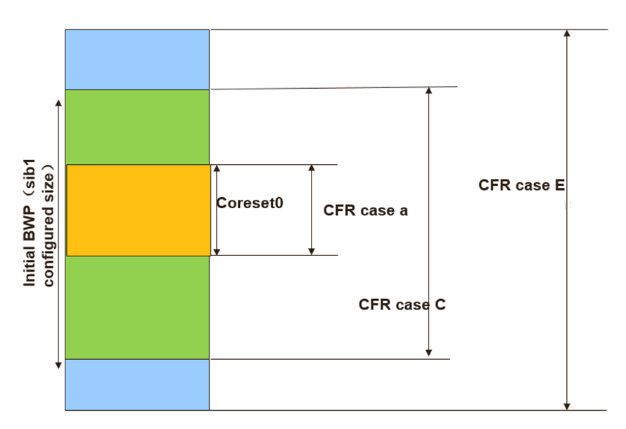 Initial BWP（sib1
configured size）
Coreset0
CFR case a
CFR case C
CFR case E